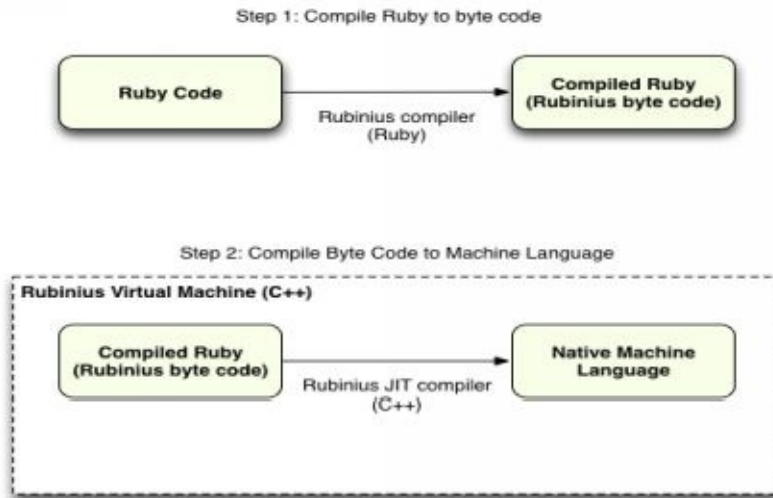 Step 1: Compile Ruby to byte code
Ruby Code
Rubinius compiler
(Ruby)
Compiled Ruby
(Rubinius byte code)
Step 2: Compile Byte Code to Machine Language
Rubinius Virtual Machine (C++)
Compiled Ruby
(Rubinius byte code)
Rubinius JIT compiler
(C++)
Native Machine
Language